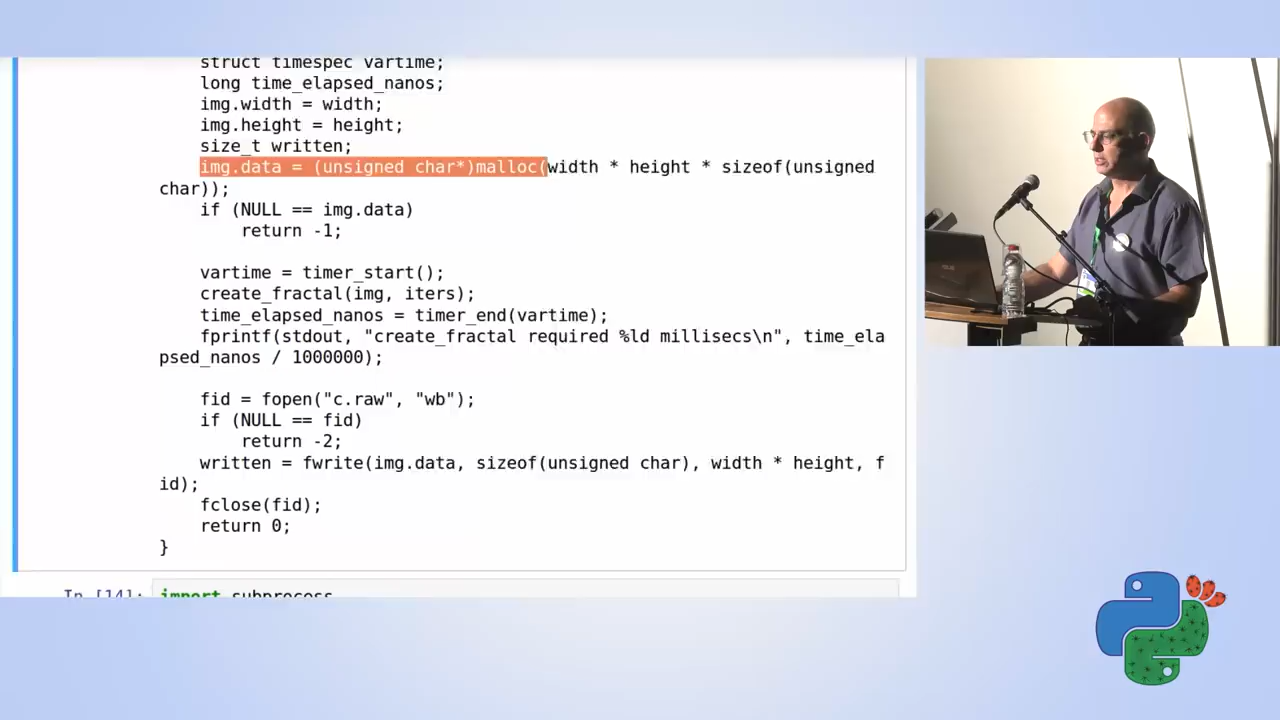 struct timespec vartime;
long time_elapsed_nanos;
img.width = width;
img.height = height;
size_t written;
img.data = (unsigned char*)malloc(width * height * sizeof(unsigned
char));
if (NULL == img.data)
return -1;
vartime = timer_start();
create_fractal(img, iters);
time_elapsed_nanos = timer_end(vartime);
fprintf(stdout, "create_fractal required %ld millisecs\n", time_ela
psed_nanos / 1000000);
fid = fopen("c.raw", "wb");
if (NULL == fid)
return -2;
written = fwrite(img.data, sizeof(unsigned char), width * height, f
id);
fclose(fid);
return 0;
}
In [14]: import subprocess